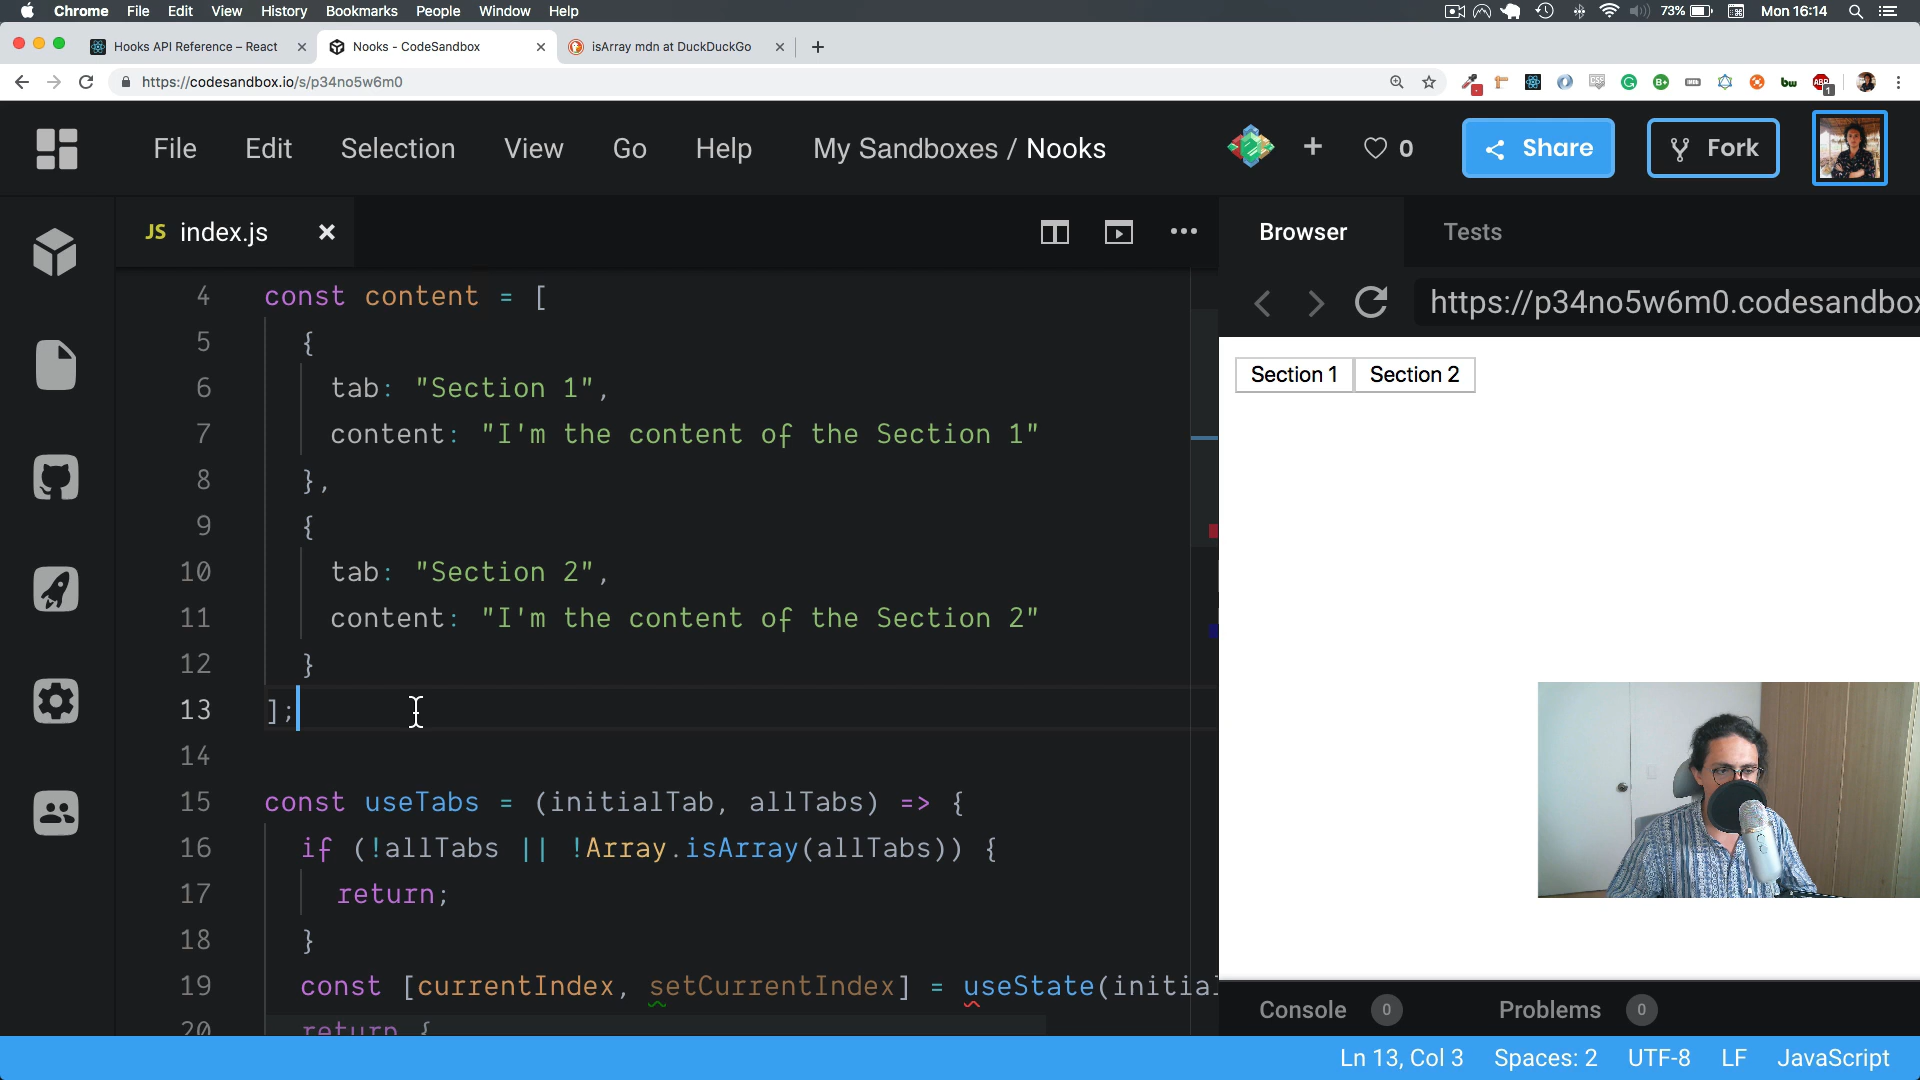 Chrome File Edit View History Bookmarks People Window Help 73% Mon 16:14
Hooks API Reference – React Nooks - CodeSandbox isArray mdn at DuckDuckGo
https://codesandbox.io/s/p34no5w6m0
File Edit Selection View Go Help My Sandboxes / Nooks 0 Share Fork
JS index.js Browser Tests
https://p34no5w6m0.codesandbox
4 const content = [
5 {
6 tab: "Section 1",
7 content: "I'm the content of the Section 1"
8 },
9 {
10 tab: "Section 2",
11 content: "I'm the content of the Section 2"
12 }
13 ];
14
15 const useTabs = (initialTab, allTabs) => {
16 if (!allTabs || !Array.isArray(allTabs)) {
17 return;
18 }
19 const [currentIndex, setCurrentIndex] = useState(initial
20 return {
Section 1 Section 2
Console 0 Problems 0
Ln 13, Col 3 Spaces: 2 UTF-8 LF JavaScript